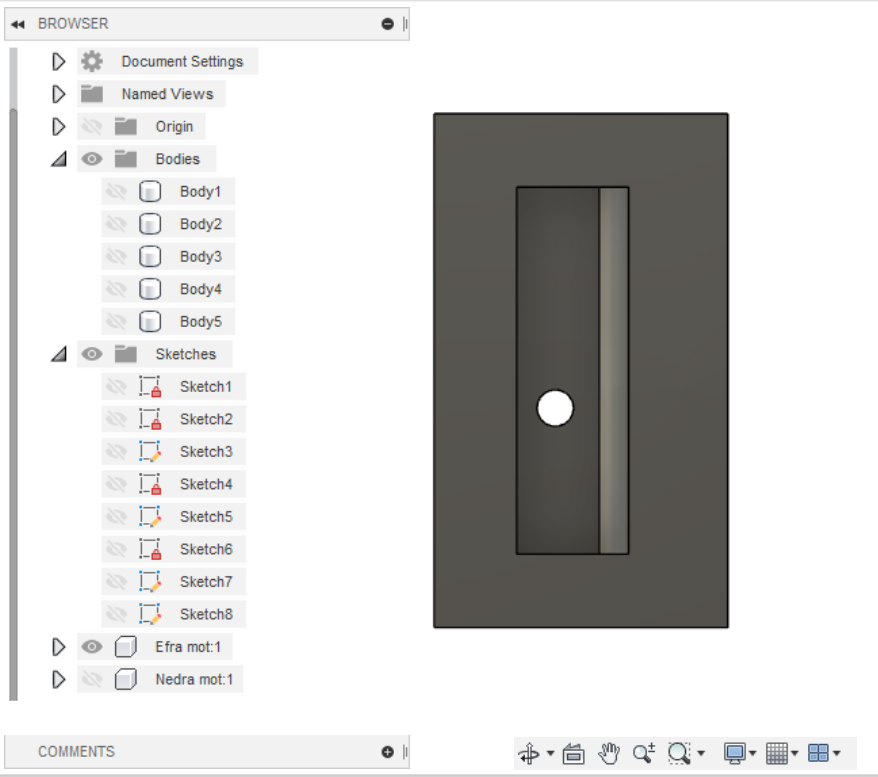 BROWSER
Document Settings
Named Views
Origin
Bodies
Body1
Body2
Body3
Body4
Body5
Sketches
Sketch1
Sketch2
Sketch3
Sketch4
Sketch5
Sketch6
Sketch7
Sketch8
Efra mot:1
Nedra mot:1
COMMENTS